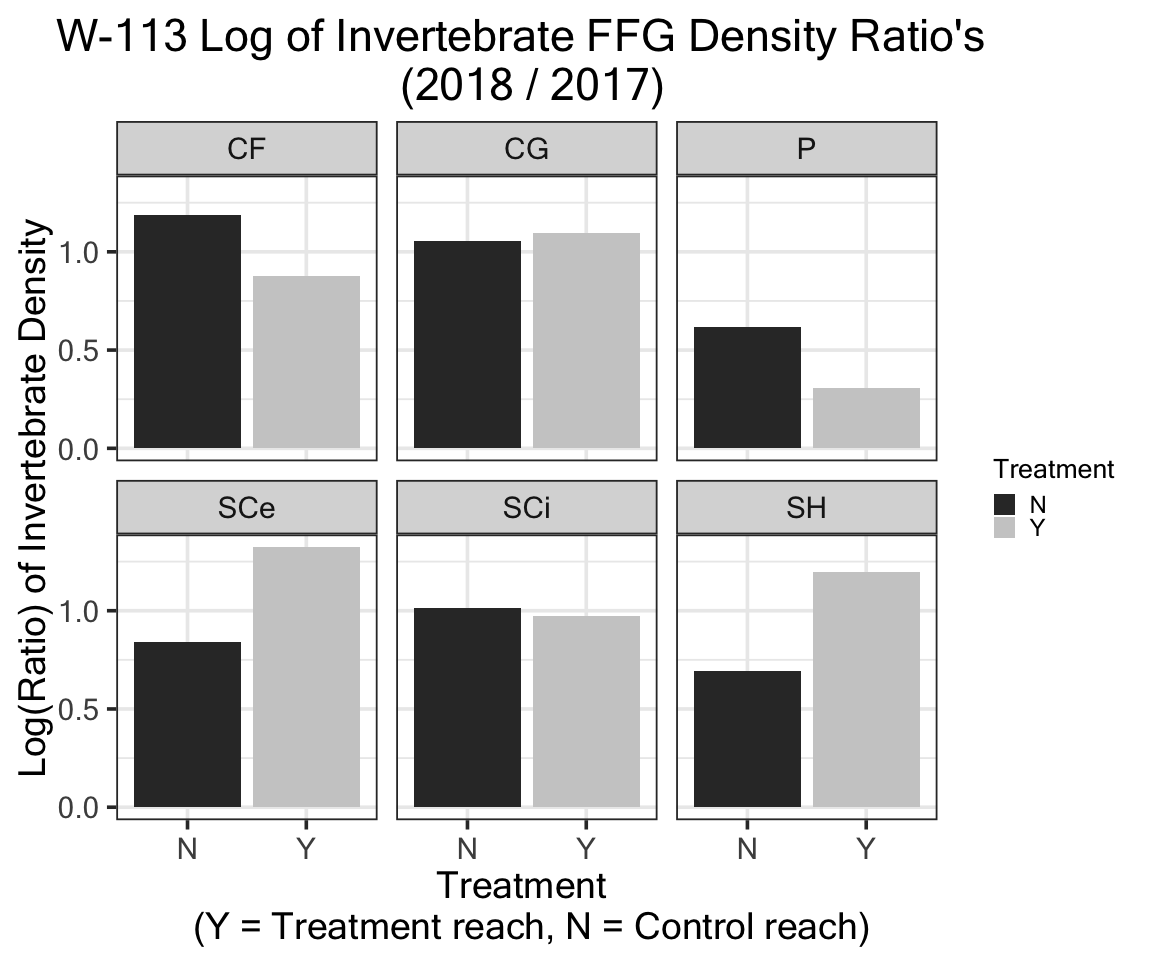 W-113 Log of Invertebrate FFG Density Ratio's
(2018 / 2017)
CF
CG
P
1.0
0.5
0.0
SCe
SCi
SH
1.0
0.5
0.0
N
Y
N
Y
N
Y
Log(Ratio) of Invertebrate Density
Treatment
(Y = Treatment reach, N = Control reach)
Treatment
N
Y